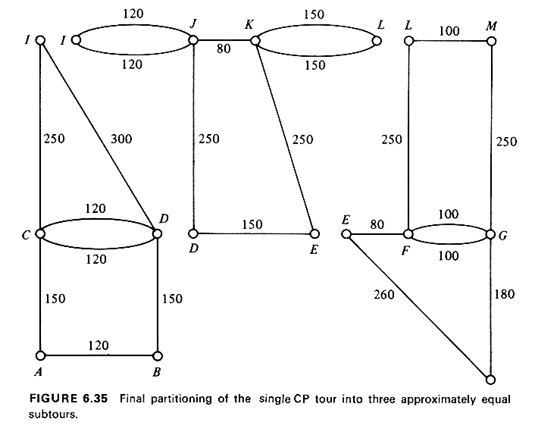 120 J K 150 L L M
I I 100
80
120 150
250 300 250 250 250 250
120 150 100
C D D E E 80 F G
120 100
150 150 260 180
120
A B
FIGURE 6.35 Final partitioning of the single CP tour into three approximately equal
subtours.